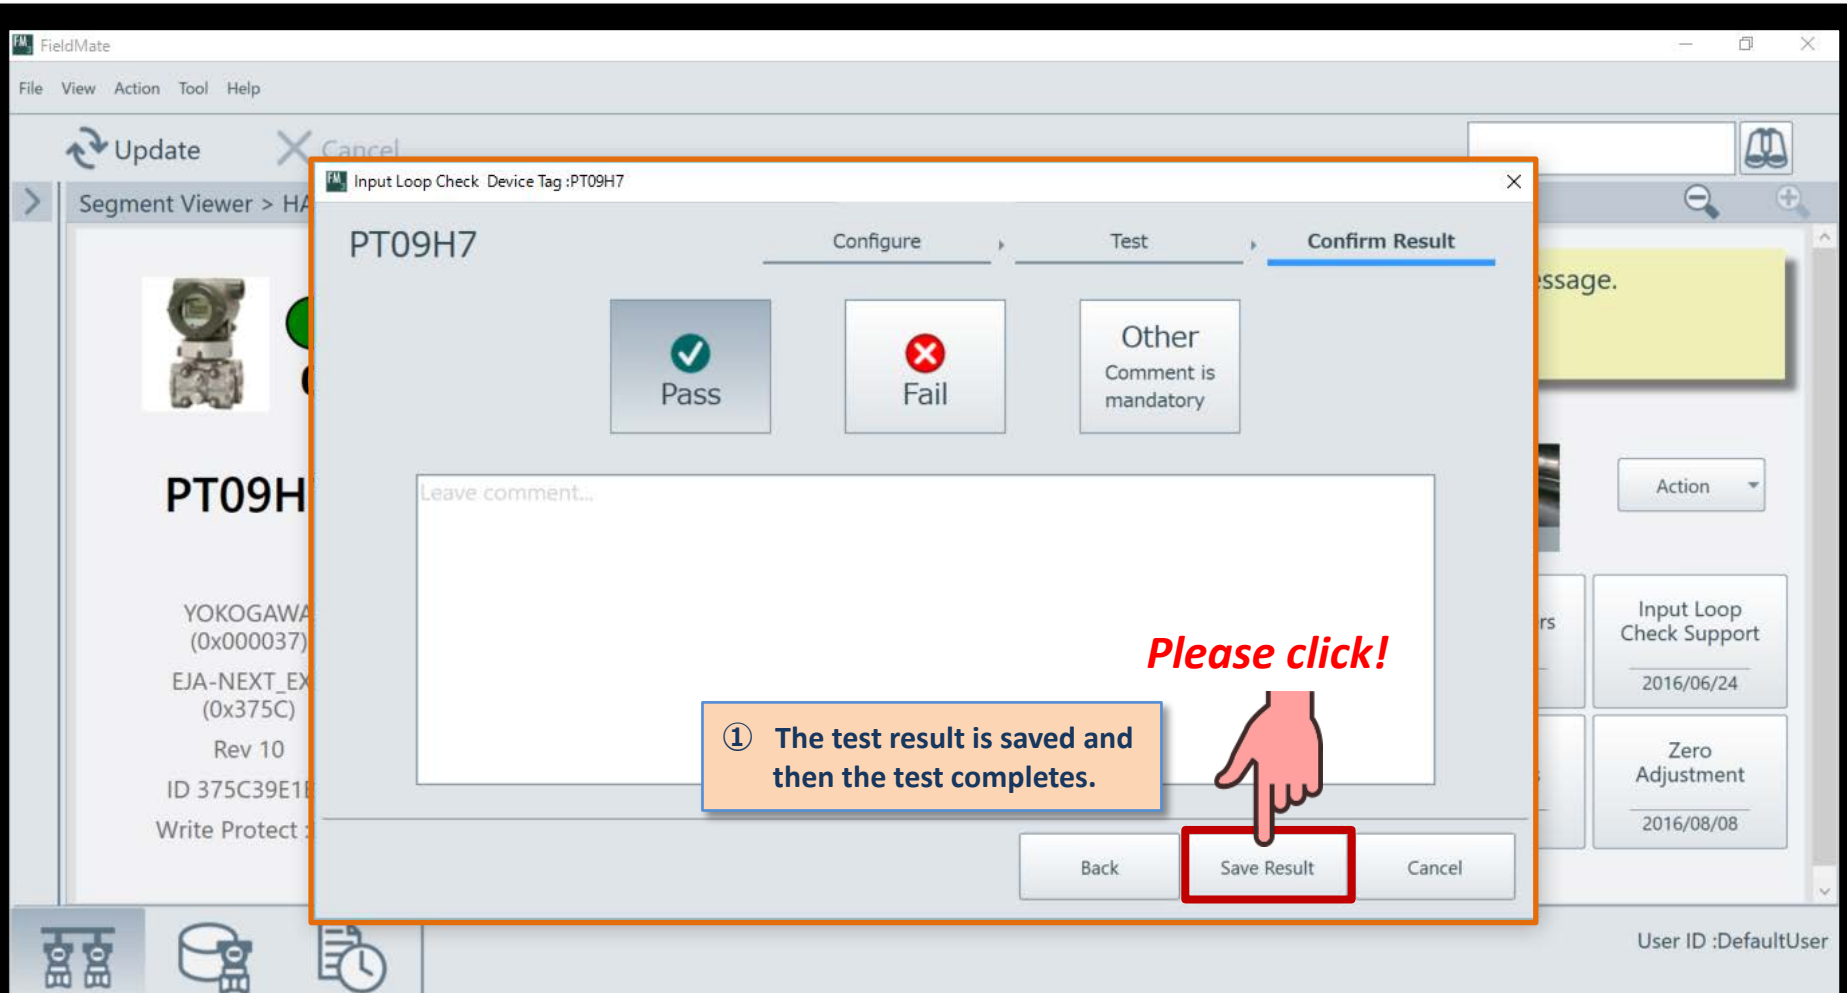 FieldMate
File View Action Tool Help
Update Cancel
Input Loop Check Device Tag :PT09H7
Segment Viewer > HA
PT09H7
Configure
Test
Confirm Result
Pass
Fail
Other
Comment is
mandatory
Leave comment...
Please click!
① The test result is saved and
then the test completes.
Back
Save Result
Cancel
ssage.
PT09H
YOKOGAWA
(0x000037)
EJA-NEXT_EX
(0x375C)
Rev 10
ID 375C39E1
Write Protect :
Action
rs
Input Loop
Check Support
2016/06/24
Zero
Adjustment
2016/08/08
User ID :DefaultUser